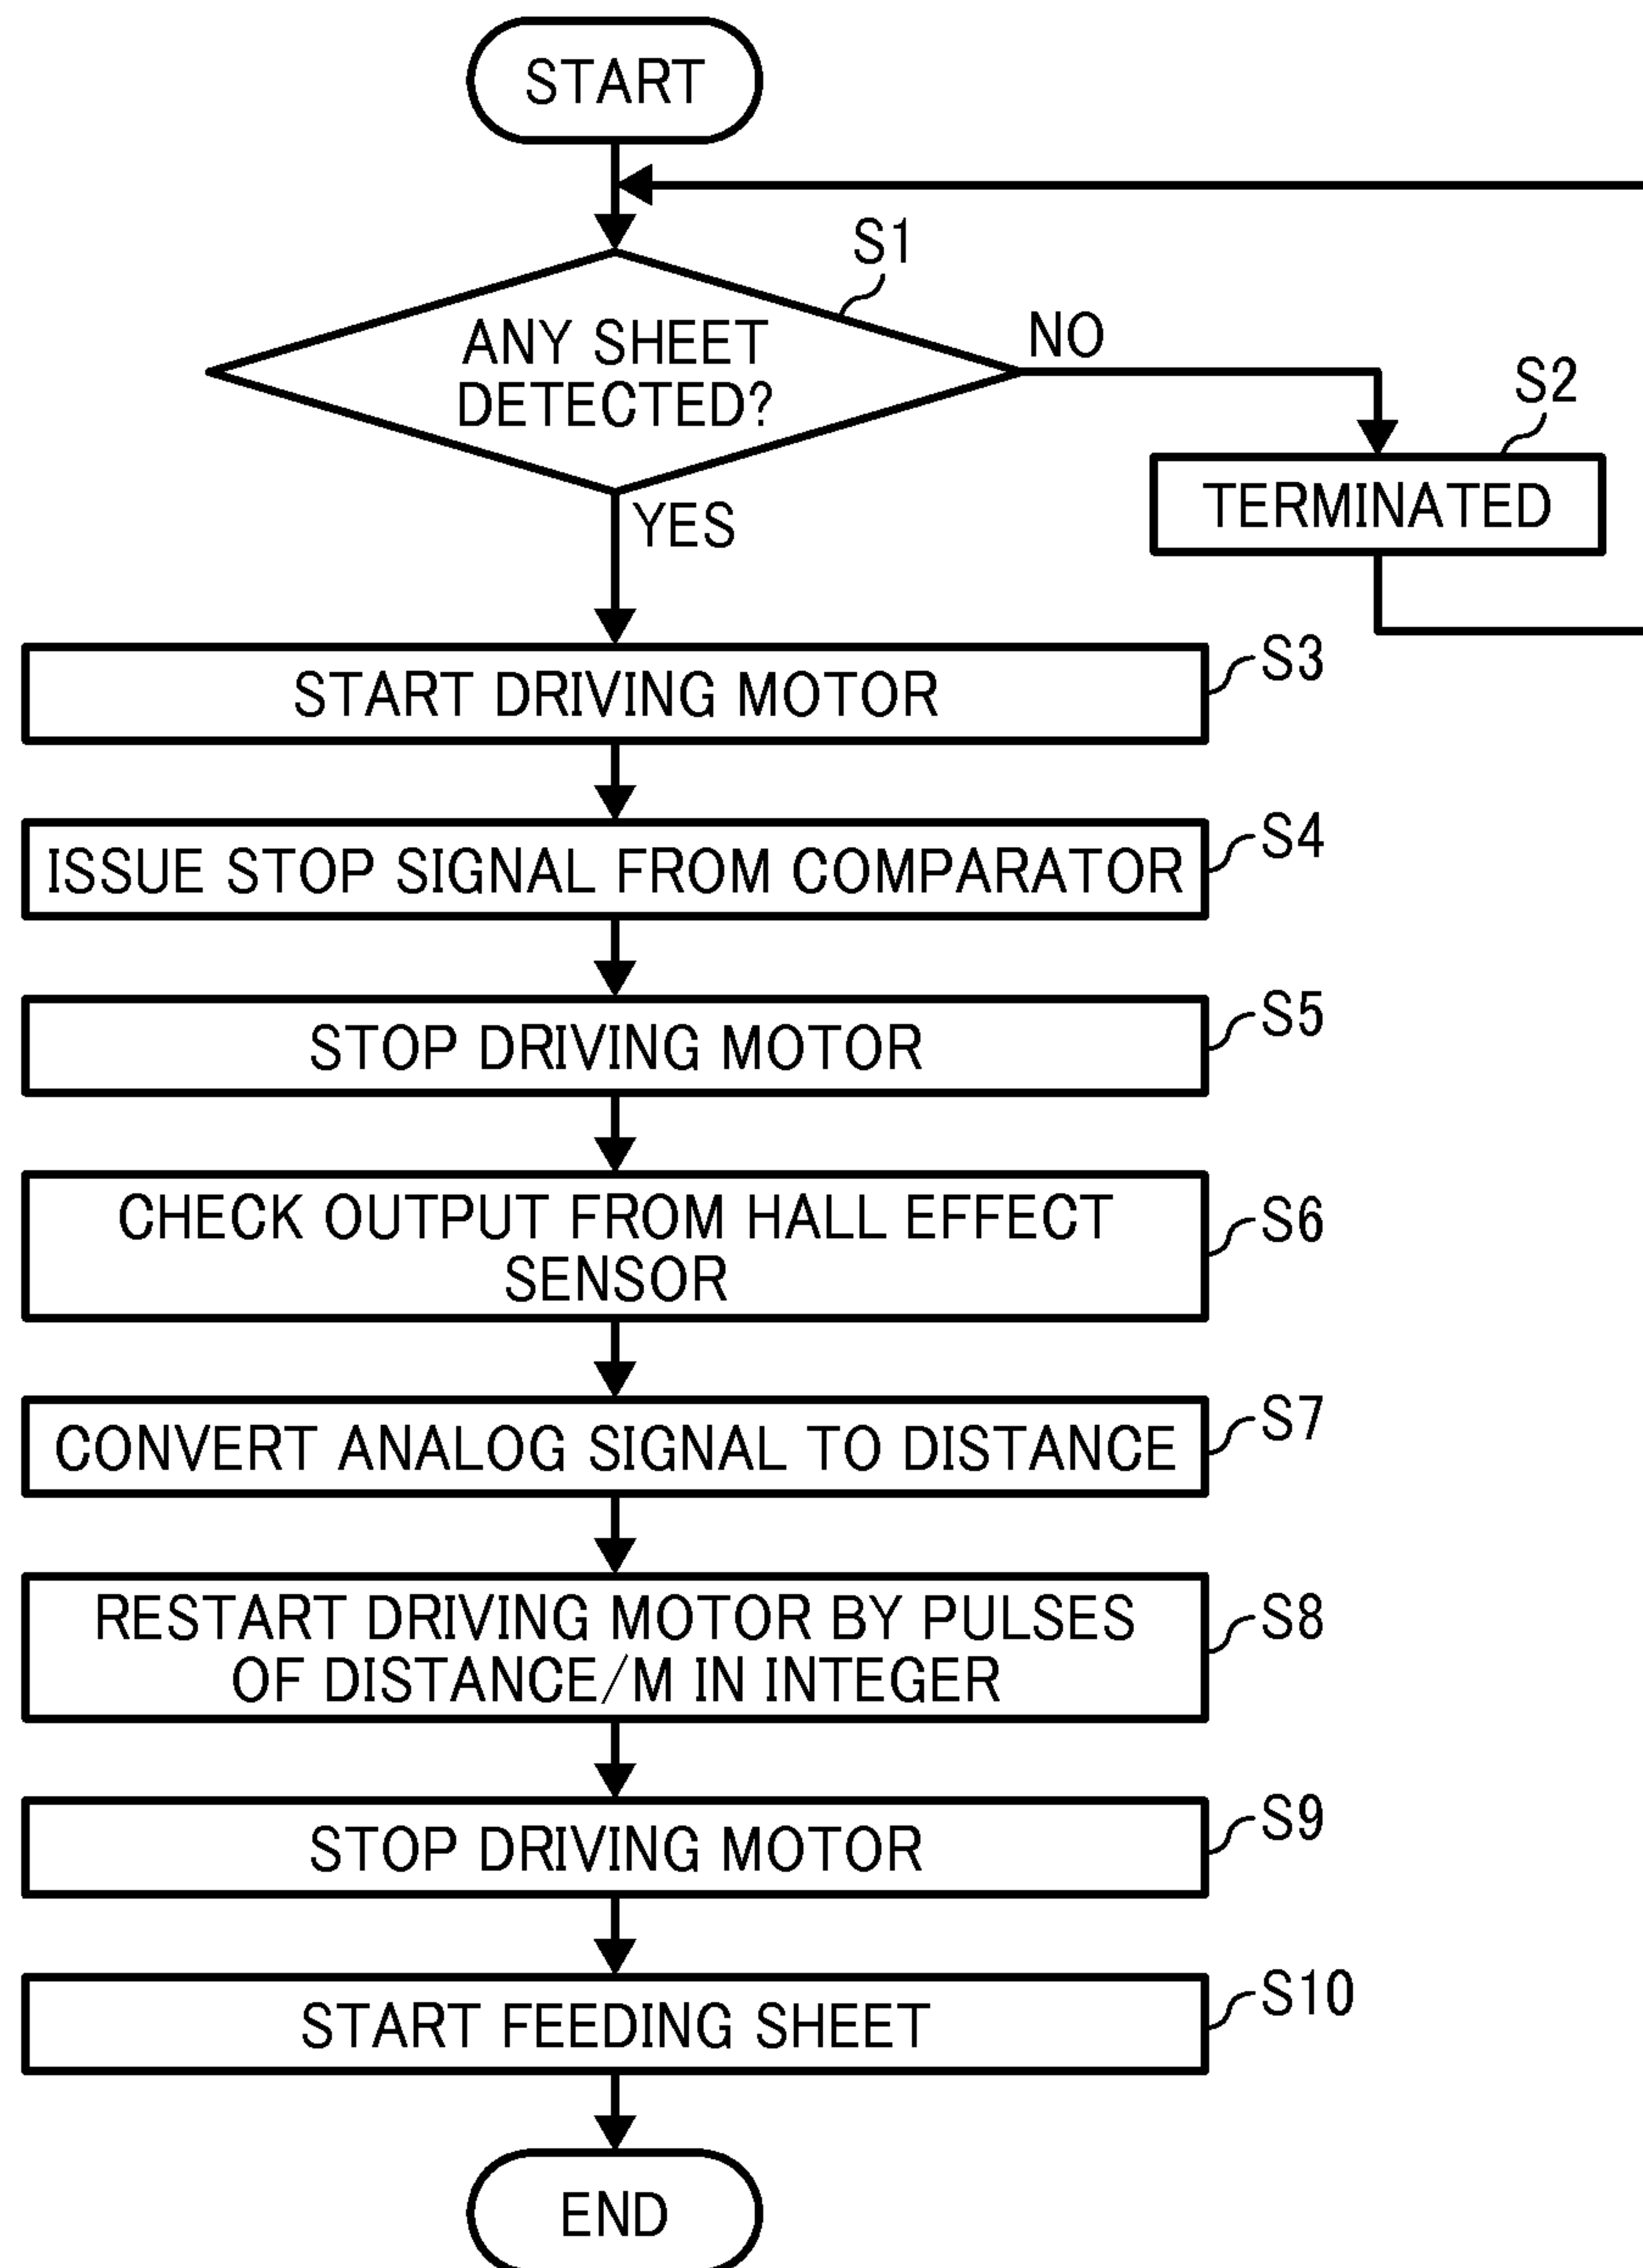 START
S1
ANY SHEET
DETECTED?
NO
S2
TERMINATED
YES
S3
START DRIVING MOTOR
S4
ISSUE STOP SIGNAL FROM COMPARATOR
S5
STOP DRIVING MOTOR
S6
CHECK OUTPUT FROM HALL EFFECT
SENSOR
S7
CONVERT ANALOG SIGNAL TO DISTANCE
S8
RESTART DRIVING MOTOR BY PULSES
OF DISTANCE/M IN INTEGER
S9
STOP DRIVING MOTOR
S10
START FEEDING SHEET
END